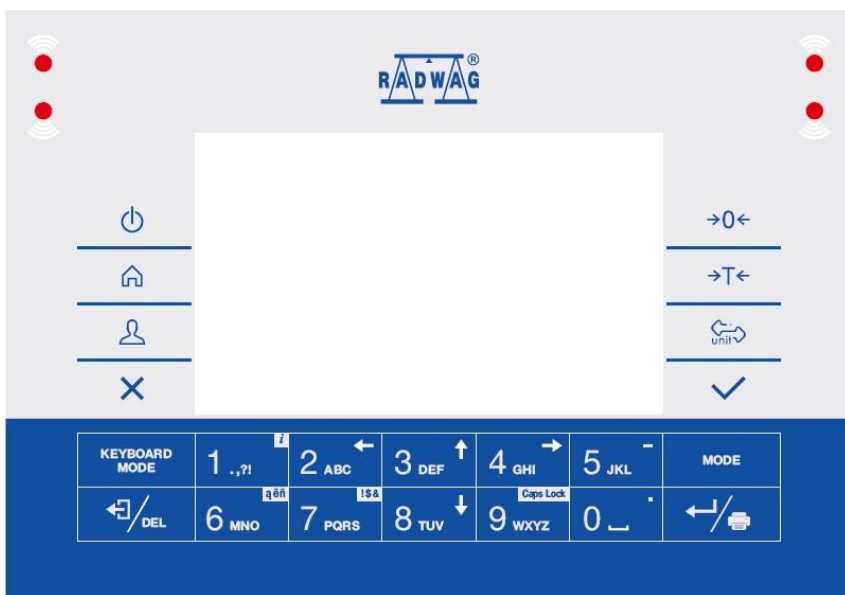 RADWAG®
→0←
→T←
unit
KEYBOARD MODE
1 .,?! i
2 ABC ←
3 DEF ↑
4 GHI →
5 JKL -
MODE
DEL
6 MNO ąëñ
7 PQRS !$&
8 TUV ↓
9 WXYZ Caps Lock
0 ⎵ .